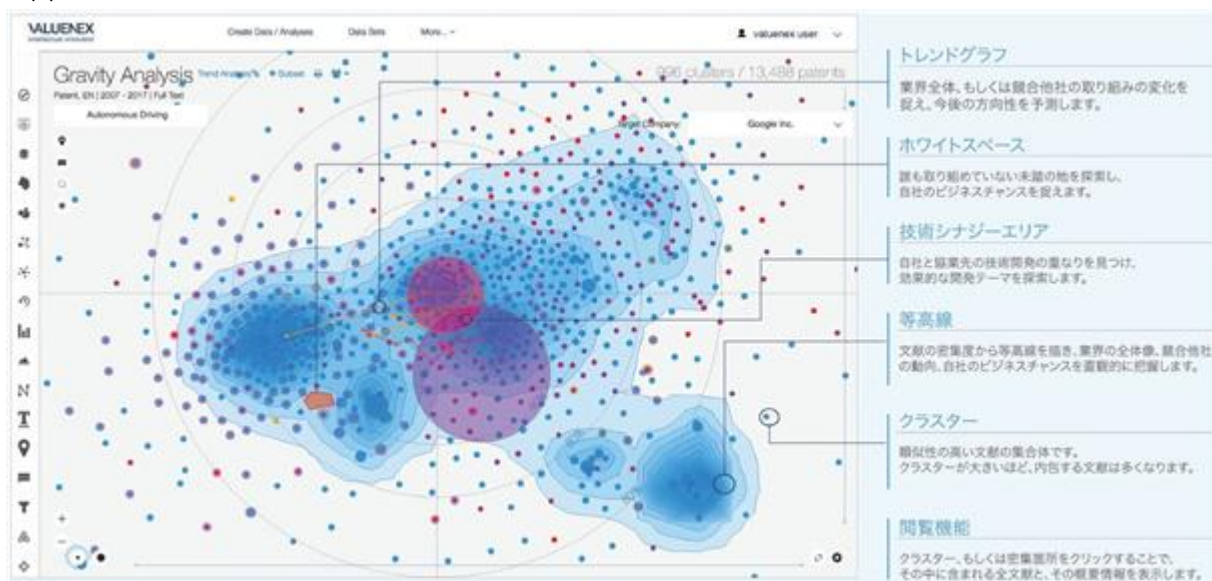 VALUENEX
Create Data / Analyses
Data Sets
More...
valuenex user
Gravity Analysis
Trend Analysis
Subset
996 clusters / 13,488 patents
Patent, EN | 2007 - 2017 | Full Text
Autonomous Driving
Target Company:
Google Inc.
トレンドグラフ
業界全体、もしくは競合他社の取り組みの変化を
捉え、今後の方向性を予測します。
ホワイトスペース
誰も取り組めていない未踏の地を探索し、
自社のビジネスチャンスを捉えます。
技術シナジーエリア
自社と協業先の技術開発の重なりを見つけ、
効果的な開発テーマを探索します。
等高線
文献の密集度から等高線を描き、業界の全体像、競合他社
の動向、自社のビジネスチャンスを直観的に把握します。
クラスター
類似性の高い文献の集合体です。
クラスターが大きいほど、内包する文献は多くなります。
閲覧機能
クラスター、もしくは密集箇所をクリックすることで、
その中に含まれる全文献と、その概要情報を表示します。